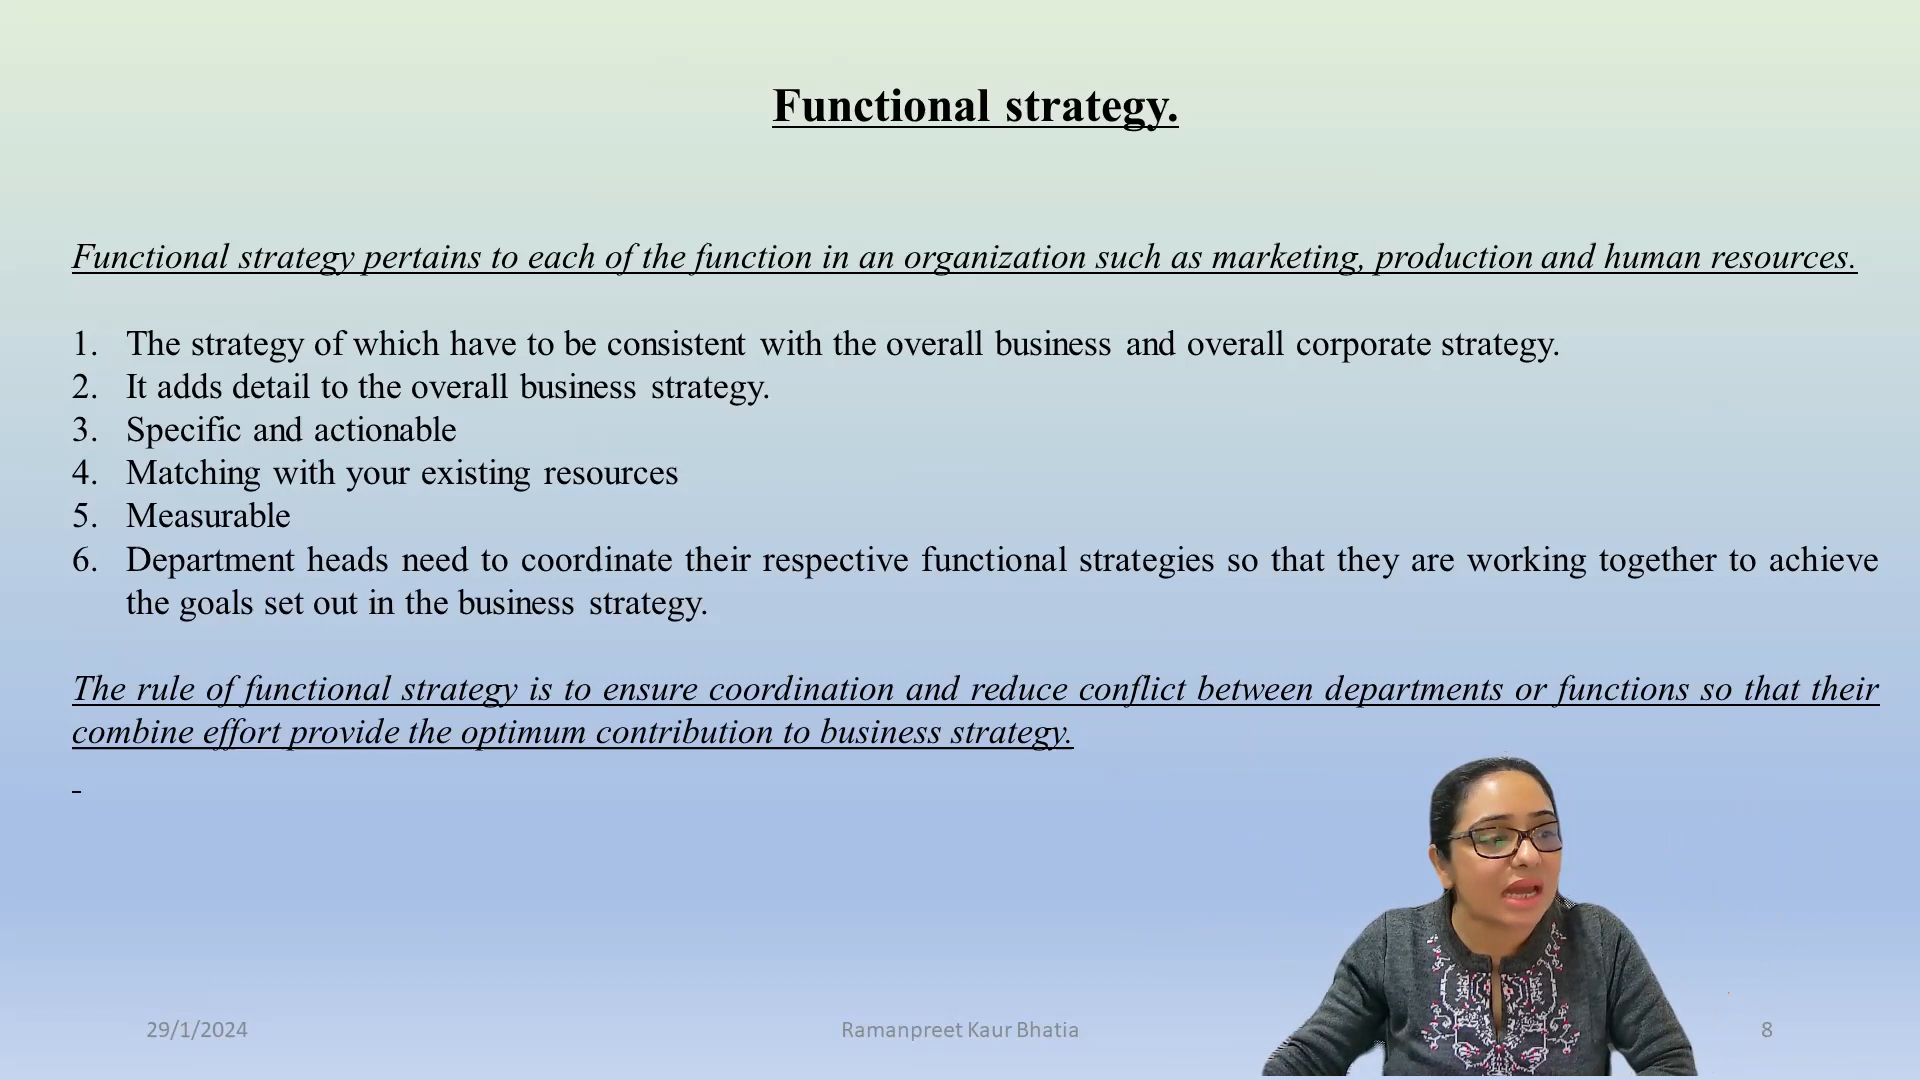 Functional strategy.
Functional strategy pertains to each of the function in an organization such as marketing, production and human resources.
1. The strategy of which have to be consistent with the overall business and overall corporate strategy.
2. It adds detail to the overall business strategy.
3. Specific and actionable
4. Matching with your existing resources
5. Measurable
6. Department heads need to coordinate their respective functional strategies so that they are working together to achieve
the goals set out in the business strategy.
The rule of functional strategy is to ensure coordination and reduce conflict between departments or functions so that their
combine effort provide the optimum contribution to business strategy.
29/1/2024
Ramanpreet Kaur Bhatia
8